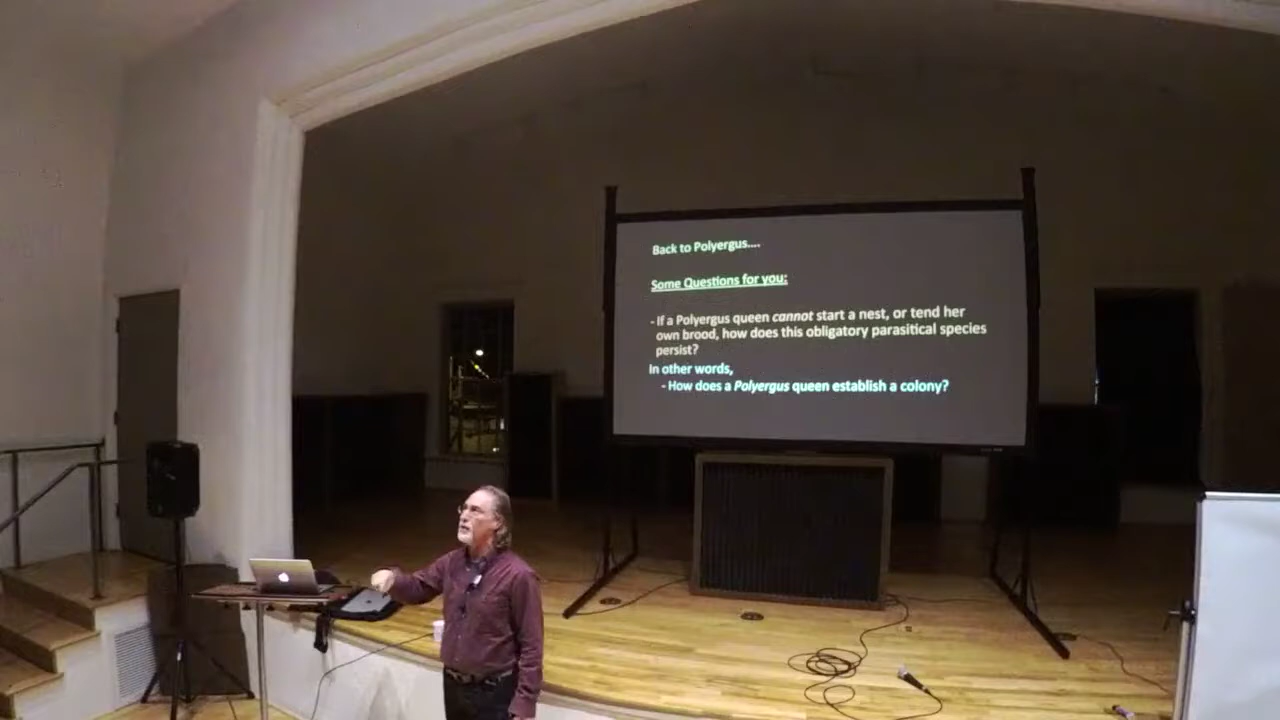 Back to Polyergus....
Some Questions for you:
- If a Polyergus queen cannot start a nest, or tend her
own brood, how does this obligatory parasitical species
persist?
In other words,
- How does a Polyergus queen establish a colony?